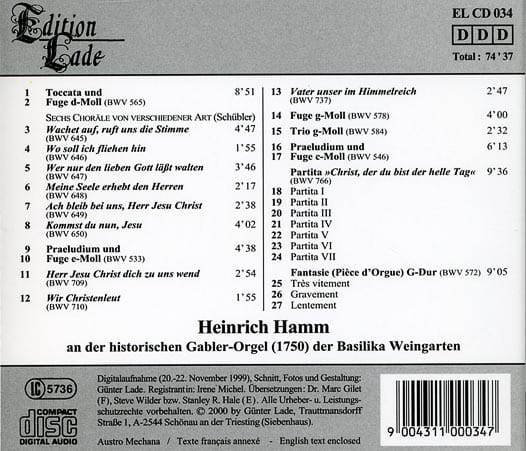 Edition
Lade
EL CD 034
DDD
Total: 74'37
1 Toccata und 8'51
2 Fuge d-Moll (BWV 565)
SECHS CHORÄLE VON VERSCHIEDENER ART (Schübler)
3 Wachet auf, ruft uns die Stimme 4'47
(BWV 645)
4 Wo soll ich fliehen hin 1'55
(BWV 646)
5 Wer nur den lieben Gott läßt walten 3'46
(BWV 647)
6 Meine Seele erhebt den Herren 2'17
(BWV 648)
7 Ach bleib bei uns, Herr Jesu Christ 2'38
(BWV 649)
8 Kommst du nun, Jesu 4'02
(BWV 650)
9 Praeludium und 4'38
10 Fuge e-Moll (BWV 533)
11 Herr Jesu Christ dich zu uns wend 2'54
(BWV 709)
12 Wir Christenleut 1'55
(BWV 710)
13 Vater unser im Himmelreich 2'47
(BWV 737)
14 Fuge g-Moll (BWV 578) 4'00
15 Trio g-Moll (BWV 584) 2'32
16 Praeludium und 6'13
17 Fuge c-Moll (BWV 546)
Partita »Christ, der du bist der helle Tag« 9'36
(BWV 766)
18 Partita I
19 Partita II
20 Partita III
21 Partita IV
22 Partita V
23 Partita VI
24 Partita VII
Fantasie (Pièce d'Orgue) G-Dur (BWV 572) 9'05
25 Très vitement
26 Gravement
27 Lentement
Heinrich Hamm
an der historischen Gabler-Orgel (1750) der Basilika Weingarten
LC 5736
COMPACT
disc
DIGITAL AUDIO
Digitalaufnahme (20.-22. November 1999), Schnitt, Fotos und Gestaltung:
Günter Lade. Registrantin: Irene Michel. Übersetzungen: Dr. Marc Gilet
(F), Steve Wilder bzw. Stanley R. Hale (E). Alle Urheber- u. Leistungs-
schutzrechte vorbehalten. © 2000 by Günter Lade, Trauttmansdorff
Straße 1, A-2544 Schönau an der Triesting (Siebenhaus).
Austro Mechana / Texte français annexé - English text enclosed
9 004311 000347